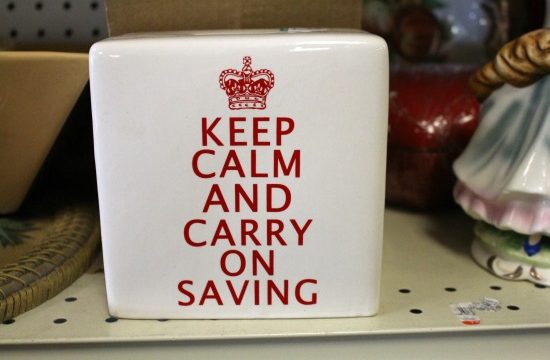 KEEP
CALM
AND
CARRY
ON
SAVING